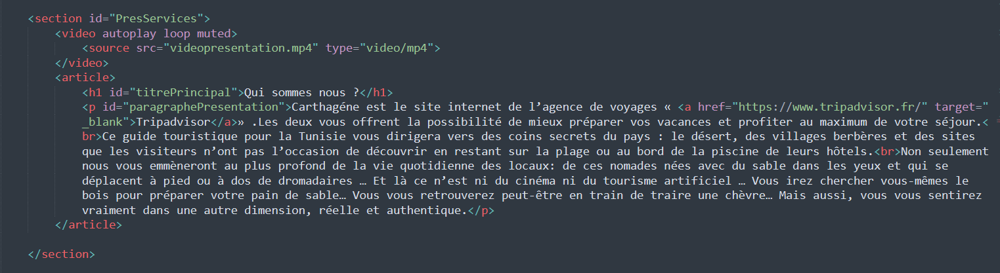 <section id="PresServices">
<video autoplay loop muted>
<source src="videopresentation.mp4" type="video/mp4">
</video>
<article>
<h1 id="titrePrincipal">Qui sommes nous ?</h1>
<p id="paragraphePresentation">Carthagéne est le site internet de l’agence de voyages « <a href="https://www.tripadvisor.fr/" target="
_blank">Tripadvisor</a>» .Les deux vous offrent la possibilité de mieux préparer vos vacances et profiter au maximum de votre séjour.<
br>Ce guide touristique pour la Tunisie vous dirigera vers des coins secrets du pays : le désert, des villages berbères et des sites
que les visiteurs n’ont pas l’occasion de découvrir en restant sur la plage ou au bord de la piscine de leurs hôtels.<br>Non seulement
nous vous emmèneront au plus profond de la vie quotidienne des locaux: de ces nomades nées avec du sable dans les yeux et qui se
déplacent à pied ou à dos de dromadaires … Et là ce n’est ni du cinéma ni du tourisme artificiel … Vous irez chercher vous-mêmes le
bois pour préparer votre pain de sable… Vous vous retrouverez peut-être en train de traire une chèvre… Mais aussi, vous vous sentirez
vraiment dans une autre dimension, réelle et authentique.</p>
</article>
</section>